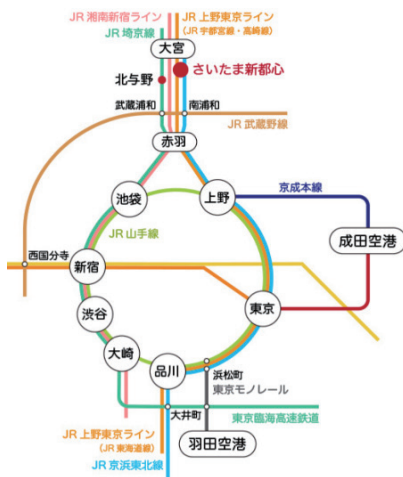 JR 湘南新宿ライン
JR 上野東京ライン
(JR 宇都宮線・高崎線)
JR 埼京線
大宮
さいたま新都心
北与野
武蔵浦和
南浦和
JR 武蔵野線
赤羽
池袋
上野
京成本線
JR 山手線
成田空港
西国分寺
新宿
渋谷
東京
大崎
品川
浜松町
東京モノレール
大井町
東京臨海高速鉄道
JR 上野東京ライン
(JR 東海道線)
羽田空港
JR 京浜東北線